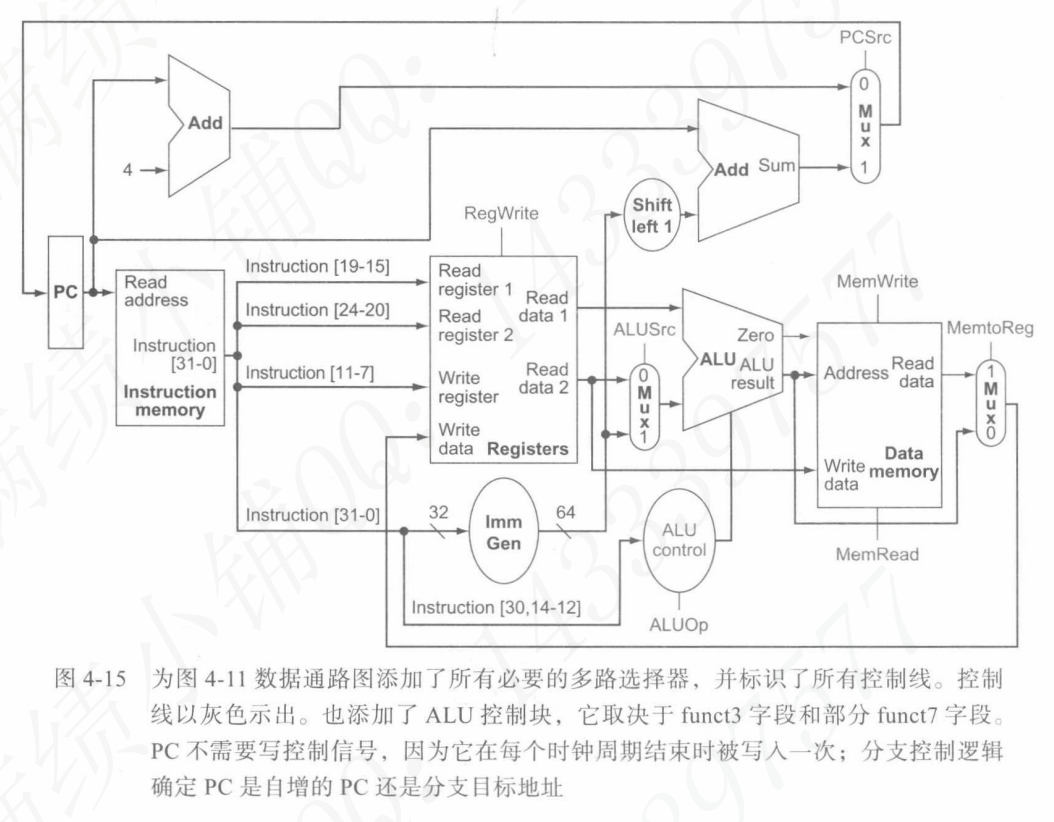 PCSrc
0
Mux
1
Add
4
Add Sum
Shift
left 1
RegWrite
PC
Read
address
Instruction
[31-0]
Instruction
memory
Instruction [19-15]
Instruction [24-20]
Instruction [11-7]
Instruction [31-0]
Read
register 1
Read
register 2
Write
register
Write
data
Read
data 1
Read
data 2
Registers
ALUSrc
0
Mux
1
Zero
ALU
ALU
result
MemWrite
Address
Read
data
Write
data
Data
memory
MemRead
MemtoReg
1
Mux
0
32
Imm
Gen
64
ALU
control
Instruction [30,14-12]
ALUOp
图 4-15 为图 4-11 数据通路图添加了所有必要的多路选择器，并标识了所有控制线。控制
线以灰色示出。也添加了 ALU 控制块，它取决于 funct3 字段和部分 funct7 字段。
PC 不需要写控制信号，因为它在每个时钟周期结束时被写入一次；分支控制逻辑
确定 PC 是自增的 PC 还是分支目标地址